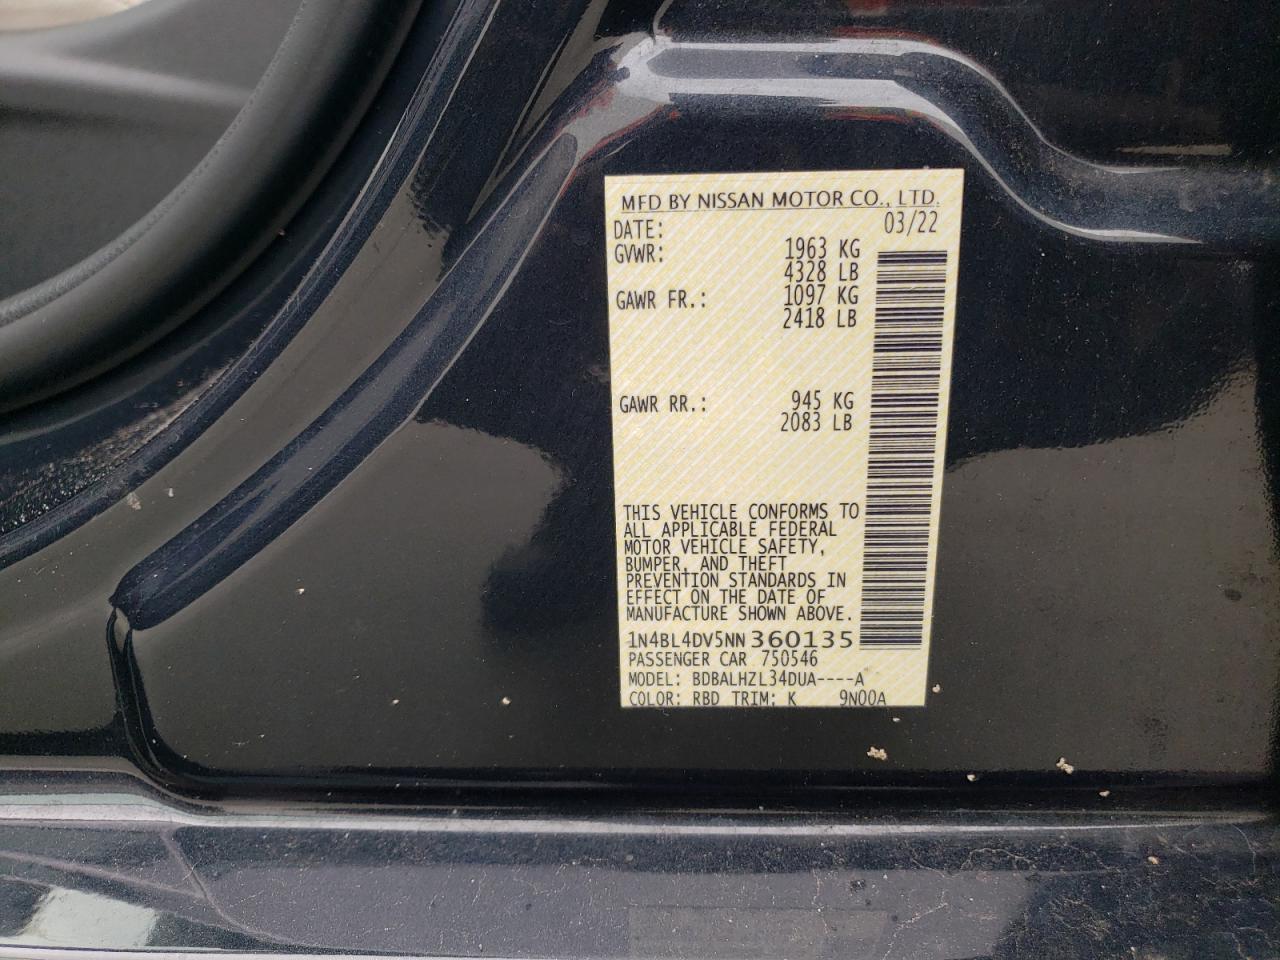 MFD BY NISSAN MOTOR CO., LTD.
DATE: 03/22
GVWR: 1963 KG
4328 LB
GAWR FR.: 1097 KG
2418 LB
GAWR RR.: 945 KG
2083 LB
THIS VEHICLE CONFORMS TO
ALL APPLICABLE FEDERAL
MOTOR VEHICLE SAFETY,
BUMPER, AND THEFT
PREVENTION STANDARDS IN
EFFECT ON THE DATE OF
MANUFACTURE SHOWN ABOVE.
1N4BL4DV5NN360135
PASSENGER CAR 750546
MODEL: BDBALHZL34DUA----A
COLOR: RBD TRIM: K 9N00A